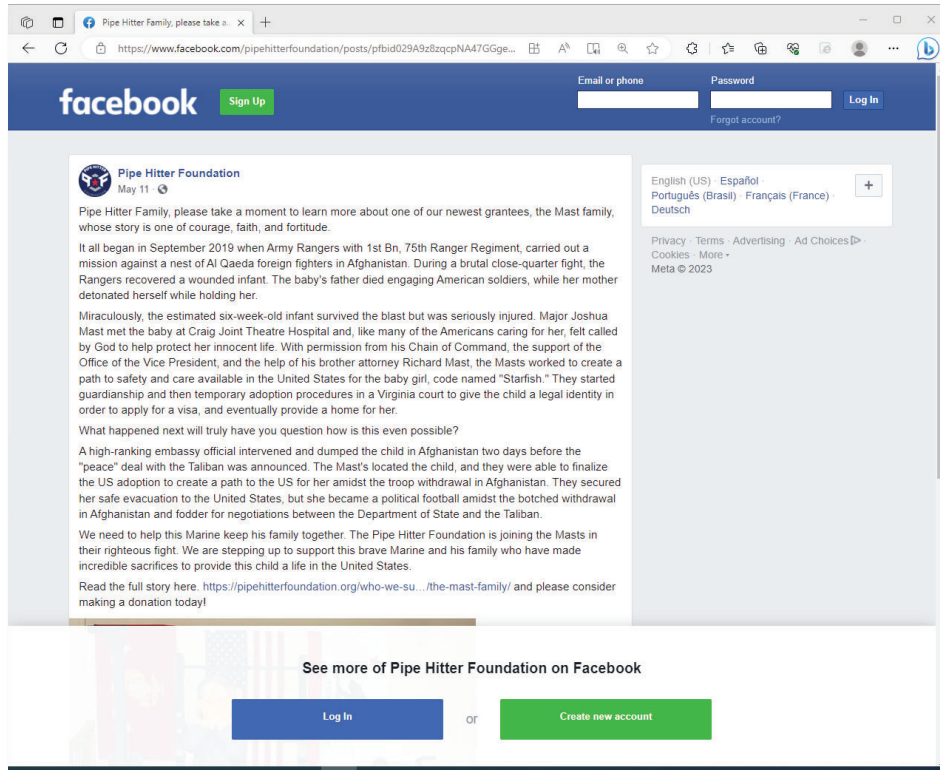 Pipe Hitter Family, please take a
https://www.facebook.com/pipehitterfoundation/posts/pfbid029A9z8zqcpNA47GGge...
facebook
Sign Up
Email or phone
Password
Log In
Forgot account?
Pipe Hitter Foundation
May 11 ·
Pipe Hitter Family, please take a moment to learn more about one of our newest grantees, the Mast family,
whose story is one of courage, faith, and fortitude.
It all began in September 2019 when Army Rangers with 1st Bn, 75th Ranger Regiment, carried out a
mission against a nest of Al Qaeda foreign fighters in Afghanistan. During a brutal close-quarter fight, the
Rangers recovered a wounded infant. The baby's father died engaging American soldiers, while her mother
detonated herself while holding her.
Miraculously, the estimated six-week-old infant survived the blast but was seriously injured. Major Joshua
Mast met the baby at Craig Joint Theatre Hospital and, like many of the Americans caring for her, felt called
by God to help protect her innocent life. With permission from his Chain of Command, the support of the
Office of the Vice President, and the help of his brother attorney Richard Mast, the Masts worked to create a
path to safety and care available in the United States for the baby girl, code named "Starfish." They started
guardianship and then temporary adoption procedures in a Virginia court to give the child a legal identity in
order to apply for a visa, and eventually provide a home for her.
What happened next will truly have you question how is this even possible?
A high-ranking embassy official intervened and dumped the child in Afghanistan two days before the
"peace" deal with the Taliban was announced. The Mast's located the child, and they were able to finalize
the US adoption to create a path to the US for her amidst the troop withdrawal in Afghanistan. They secured
her safe evacuation to the United States, but she became a political football amidst the botched withdrawal
in Afghanistan and fodder for negotiations between the Department of State and the Taliban.
We need to help this Marine keep his family together. The Pipe Hitter Foundation is joining the Masts in
their righteous fight. We are stepping up to support this brave Marine and his family who have made
incredible sacrifices to provide this child a life in the United States.
Read the full story here. https://pipehitterfoundation.org/who-we-su…/the-mast-family/ and please consider
making a donation today!
English (US) · Español ·
Português (Brasil) · Français (France) ·
Deutsch
Privacy · Terms · Advertising · Ad Choices ·
Cookies · More
Meta © 2023
See more of Pipe Hitter Foundation on Facebook
Log In
or
Create new account